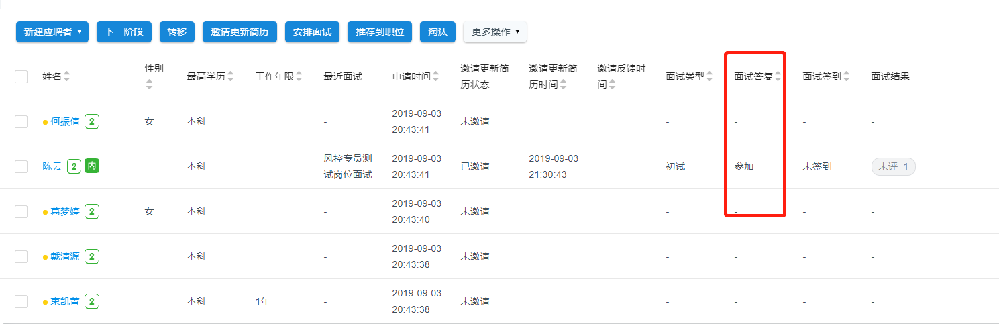 新建应聘者 下一阶段 转移 邀请更新简历 安排面试 推荐到职位 淘汰 更多操作
姓名 性别 最高学历 工作年限 最近面试 申请时间 邀请更新简历状态 邀请更新简历时间 邀请反馈时间 面试类型 面试答复 面试签到 面试结果
何振倩 2 女 本科 - 2019-09-03 20:43:41 未邀请 - - - -
陈云 2 内 本科 风控专员测试岗位面试 2019-09-03 20:43:41 已邀请 2019-09-03 21:30:43 初试 参加 未签到 未评 1
葛梦婷 2 女 本科 - 2019-09-03 20:43:40 未邀请 - - - -
戴清源 2 本科 - 2019-09-03 20:43:38 未邀请 - - - -
束凯菁 2 本科 1年 - 2019-09-03 20:43:38 未邀请 - - - -